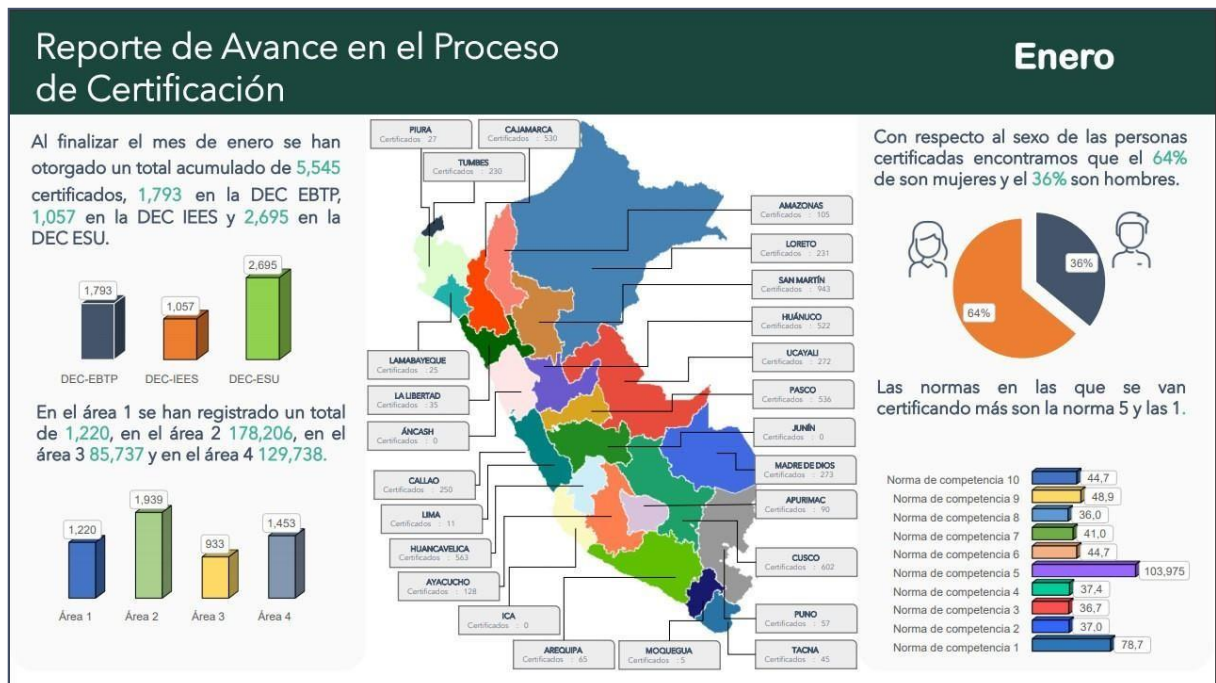 Reporte de Avance en el Proceso
de Certificación
Enero
Al finalizar el mes de enero se han
otorgado un total acumulado de 5,545
certificados, 1,793 en la DEC EBTP,
1,057 en la DEC IEES y 2,695 en la
DEC ESU.
2,695
1,793
1,057
DEC-EBTP
DEC-IEES
DEC-ESU
En el área 1 se han registrado un total
de 1,220, en el área 2 178,206, en el
área 3 85,737 y en el área 4 129,738.
1,939
1,453
1,220
933
Área 1
Área 2
Área 3
Área 4
PIURA
Certificados : 27
CAJAMARCA
Certificados : 530
TUMBES
Certificados : 230
AMAZONAS
Certificados : 105
LORETO
Certificados : 231
SAN MARTÍN
Certificados : 943
HUÁNUCO
Certificados : 522
UCAYALI
Certificados : 272
PASCO
Certificados : 536
JUNÍN
Certificados : 0
MADRE DE DIOS
Certificados : 273
APURIMAC
Certificados : 90
CUSCO
Certificados : 602
PUNO
Certificados : 57
TACNA
Certificados : 45
LAMABAYEQUE
Certificados : 25
LA LIBERTAD
Certificados : 35
ÁNCASH
Certificados : 0
CALLAO
Certificados : 250
LIMA
Certificados : 11
HUANCAVELICA
Certificados : 563
AYACUCHO
Certificados : 128
ICA
Certificados : 0
AREQUIPA
Certificados : 65
MOQUEGUA
Certificados : 5
Con respecto al sexo de las personas
certificadas encontramos que el 64%
de son mujeres y el 36% son hombres.
36%
64%
Las normas en las que se van
certificando más son la norma 5 y las 1.
Norma de competencia 10 44,7
Norma de competencia 9 48,9
Norma de competencia 8 36,0
Norma de competencia 7 41,0
Norma de competencia 6 44,7
Norma de competencia 5 103,975
Norma de competencia 4 37,4
Norma de competencia 3 36,7
Norma de competencia 2 37,0
Norma de competencia 1 78,7